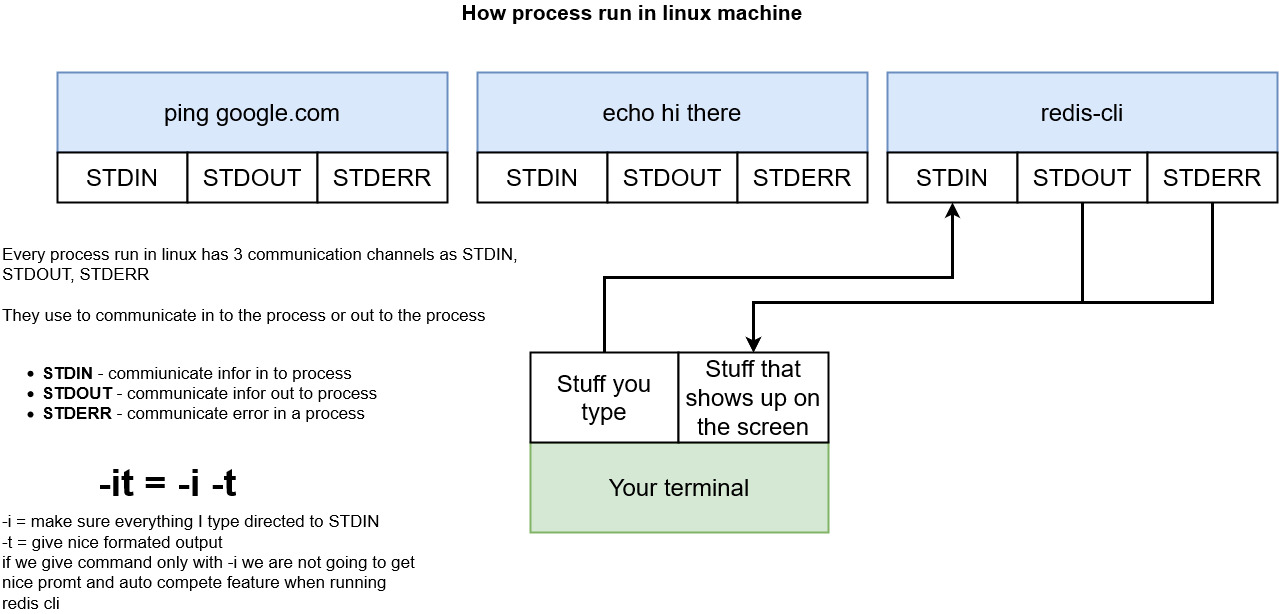 How process run in linux machine
ping google.com
STDIN STDOUT STDERR
echo hi there
STDIN STDOUT STDERR
redis-cli
STDIN STDOUT STDERR
Every process run in linux has 3 communication channels as STDIN,
STDOUT, STDERR
They use to communicate in to the process or out to the process
• STDIN - commiunicate infor in to process
• STDOUT - communicate infor out to process
• STDERR - communicate error in a process
-it = -i -t
-i = make sure everything I type directed to STDIN
-t = give nice formated output
if we give command only with -i we are not going to get
nice promt and auto compete feature when running
redis cli
Stuff you
type
Stuff that
shows up on
the screen
Your terminal